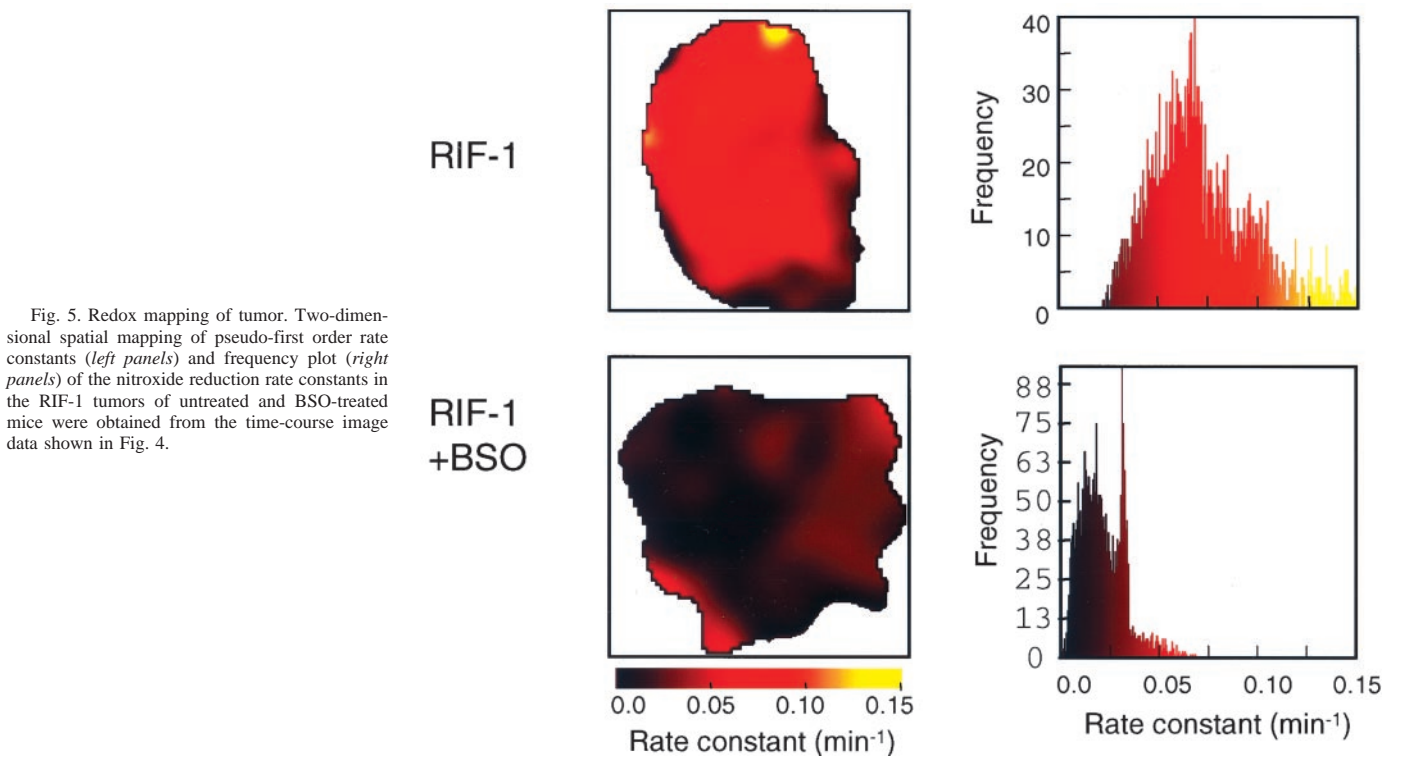 Fig. 5. Redox mapping of tumor. Two-dimen-
sional spatial mapping of pseudo-first order rate
constants (left panels) and frequency plot (right
panels) of the nitroxide reduction rate constants in
the RIF-1 tumors of untreated and BSO-treated
mice were obtained from the time-course image
data shown in Fig. 4.
RIF-1
40
30
20
10
0
Frequency
RIF-1
+BSO
88
75
63
50
38
25
13
0
Frequency
0.0 0.05 0.10 0.15
Rate constant (min-1)
0.0 0.05 0.10 0.15
Rate constant (min-1)